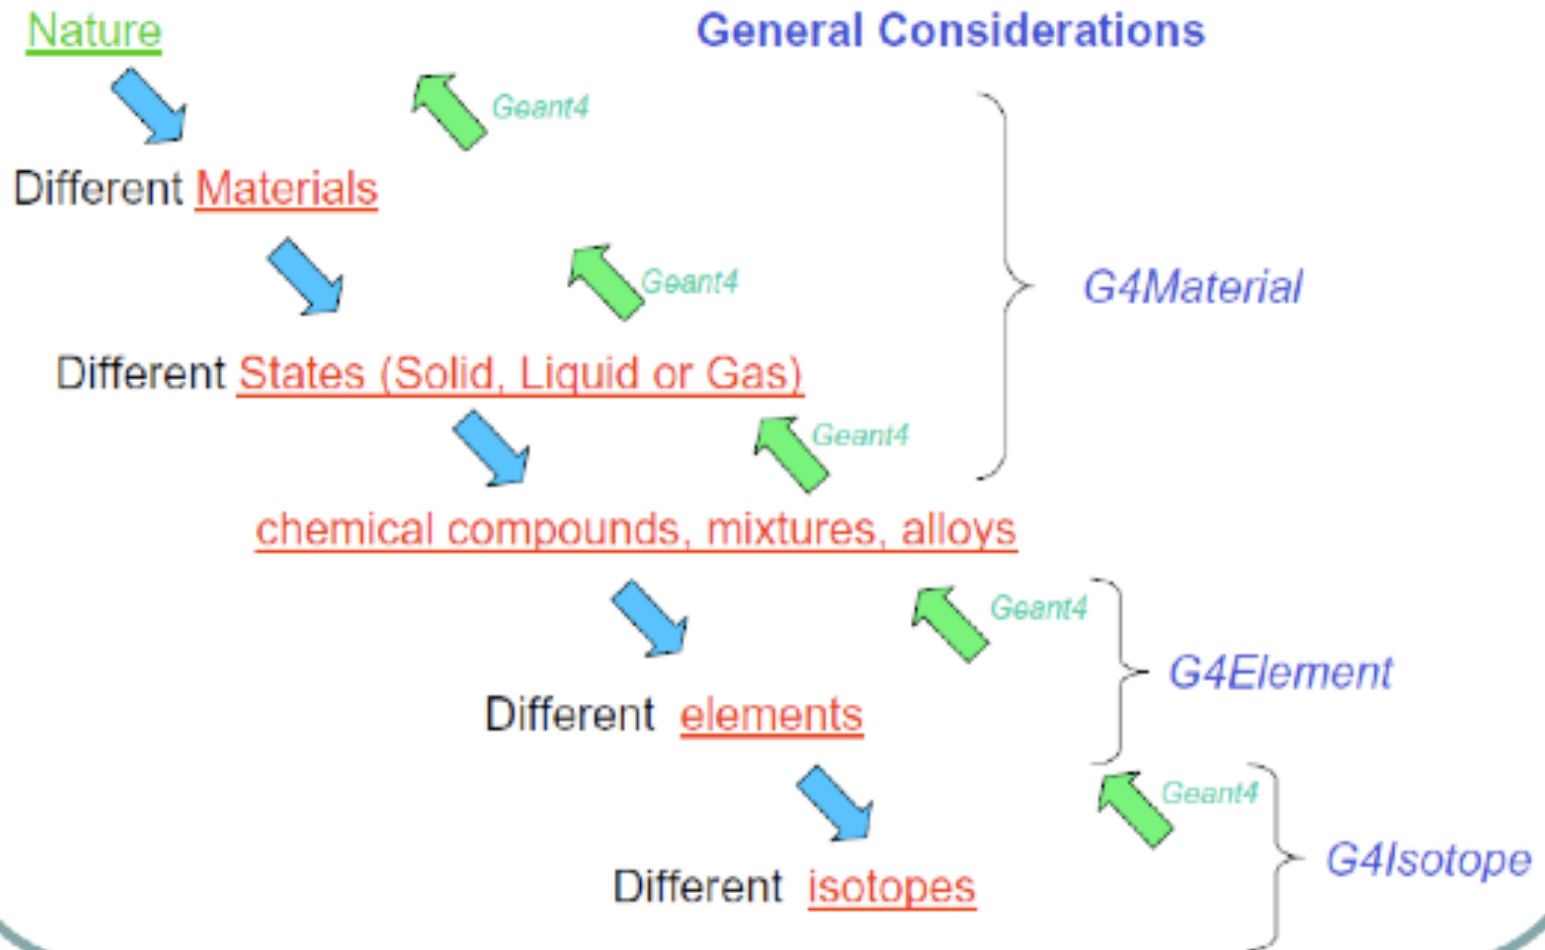 Nature
General Considerations
Geant4
Different Materials
Geant4
G4Material
Different States (Solid, Liquid or Gas)
Geant4
chemical compounds, mixtures, alloys
Geant4
G4Element
Different elements
Geant4
G4Isotope
Different isotopes